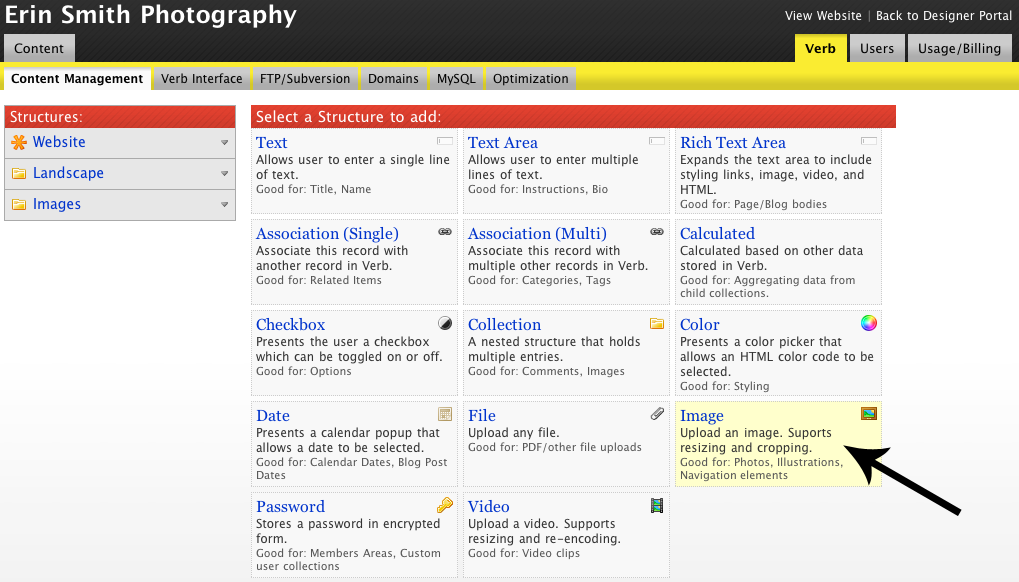 Erin Smith Photography
View Website | Back to Designer Portal
Content
Verb
Users
Usage/Billing
Content Management
Verb Interface
FTP/Subversion
Domains
MySQL
Optimization
Structures:
Website
Landscape
Images
Select a Structure to add:
Text
Allows user to enter a single line
of text.
Good for: Title, Name
Text Area
Allows user to enter multiple
lines of text.
Good for: Instructions, Bio
Rich Text Area
Expands the text area to include
styling links, image, video, and
HTML.
Good for: Page/Blog bodies
Association (Single)
Associate this record with
another record in Verb.
Good for: Related Items
Association (Multi)
Associate this record with
multiple other records in Verb.
Good for: Categories, Tags
Calculated
Calculated based on other data
stored in Verb.
Good for: Aggregating data from
child collections.
Checkbox
Presents the user a checkbox
which can be toggled on or off.
Good for: Options
Collection
A nested structure that holds
multiple entries.
Good for: Comments, Images
Color
Presents a color picker that
allows an HTML color code to be
selected.
Good for: Styling
Date
Presents a calendar popup that
allows a date to be selected.
Good for: Calendar Dates, Blog Post
Dates
File
Upload any file.
Good for: PDF/other file uploads
Image
Upload an image. Suports
resizing and cropping.
Good for: Photos, Illustrations,
Navigation elements
Password
Stores a password in encrypted
form.
Good for: Members Areas, Custom
user collections
Video
Upload a video. Supports
resizing and re-encoding.
Good for: Video clips